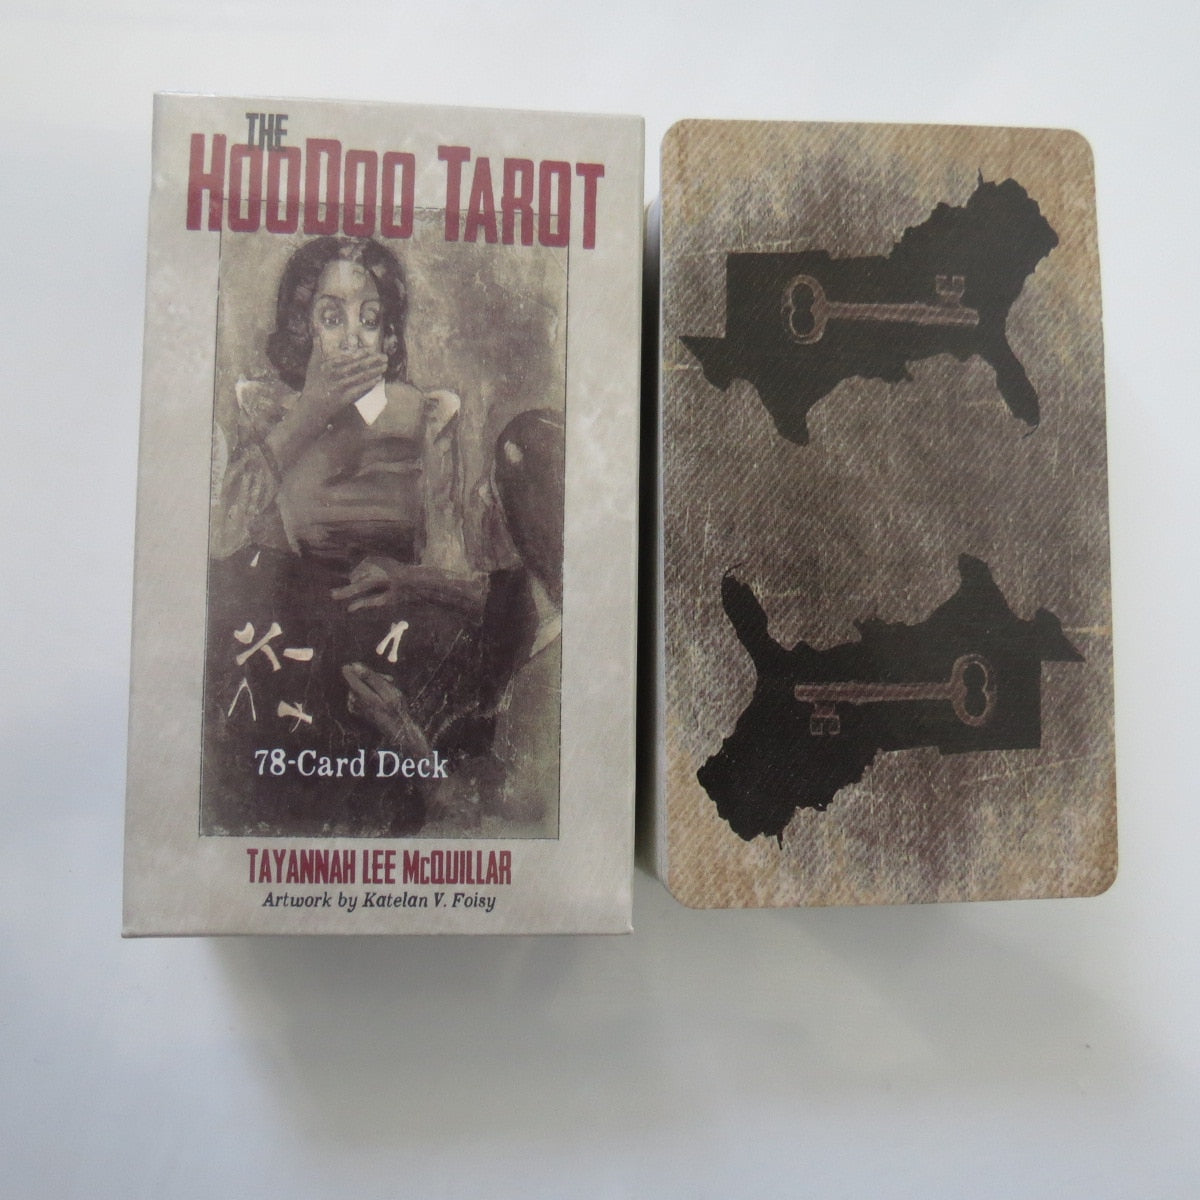 THE
HOODOO TAROT
78-Card Deck
TAYANNAH LEE McQUILLAR
Artwork by Katelan V. Foisy